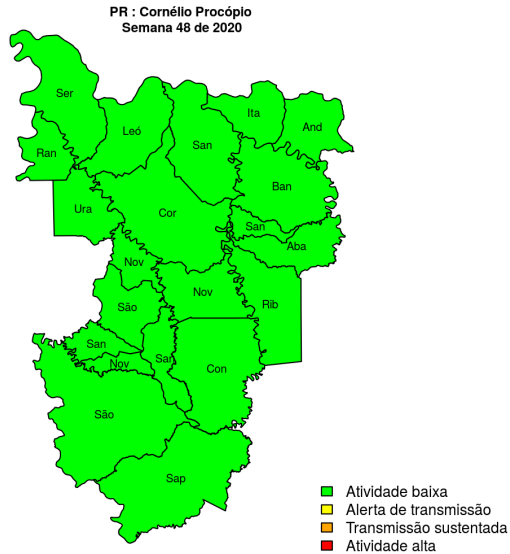 PR : Cornélio Procópio
Semana 48 de 2020
Ser
Ita
And
Leó
San
Ran
Ban
Ura
Cor
San
Aba
Nov
Nov
Rib
São
San
San
Nov
Con
São
Sap
Atividade baixa
Alerta de transmissão
Transmissão sustentada
Atividade alta